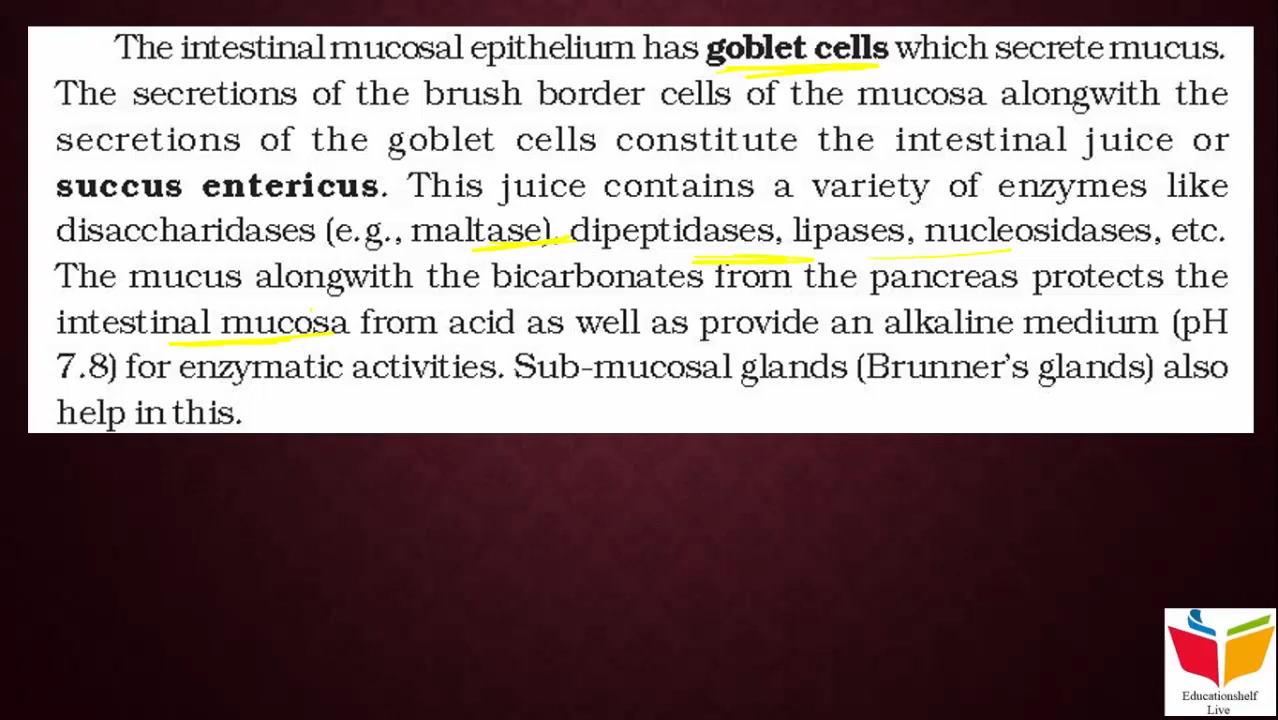 The intestinal mucosal epithelium has goblet cells which secrete mucus.
The secretions of the brush border cells of the mucosa alongwith the
secretions of the goblet cells constitute the intestinal juice or
succus entericus. This juice contains a variety of enzymes like
disaccharidases (e.g., maltase), dipeptidases, lipases, nucleosidases, etc.
The mucus alongwith the bicarbonates from the pancreas protects the
intestinal mucosa from acid as well as provide an alkaline medium (pH
7.8) for enzymatic activities. Sub-mucosal glands (Brunner's glands) also
help in this.
Educationshelf
Live